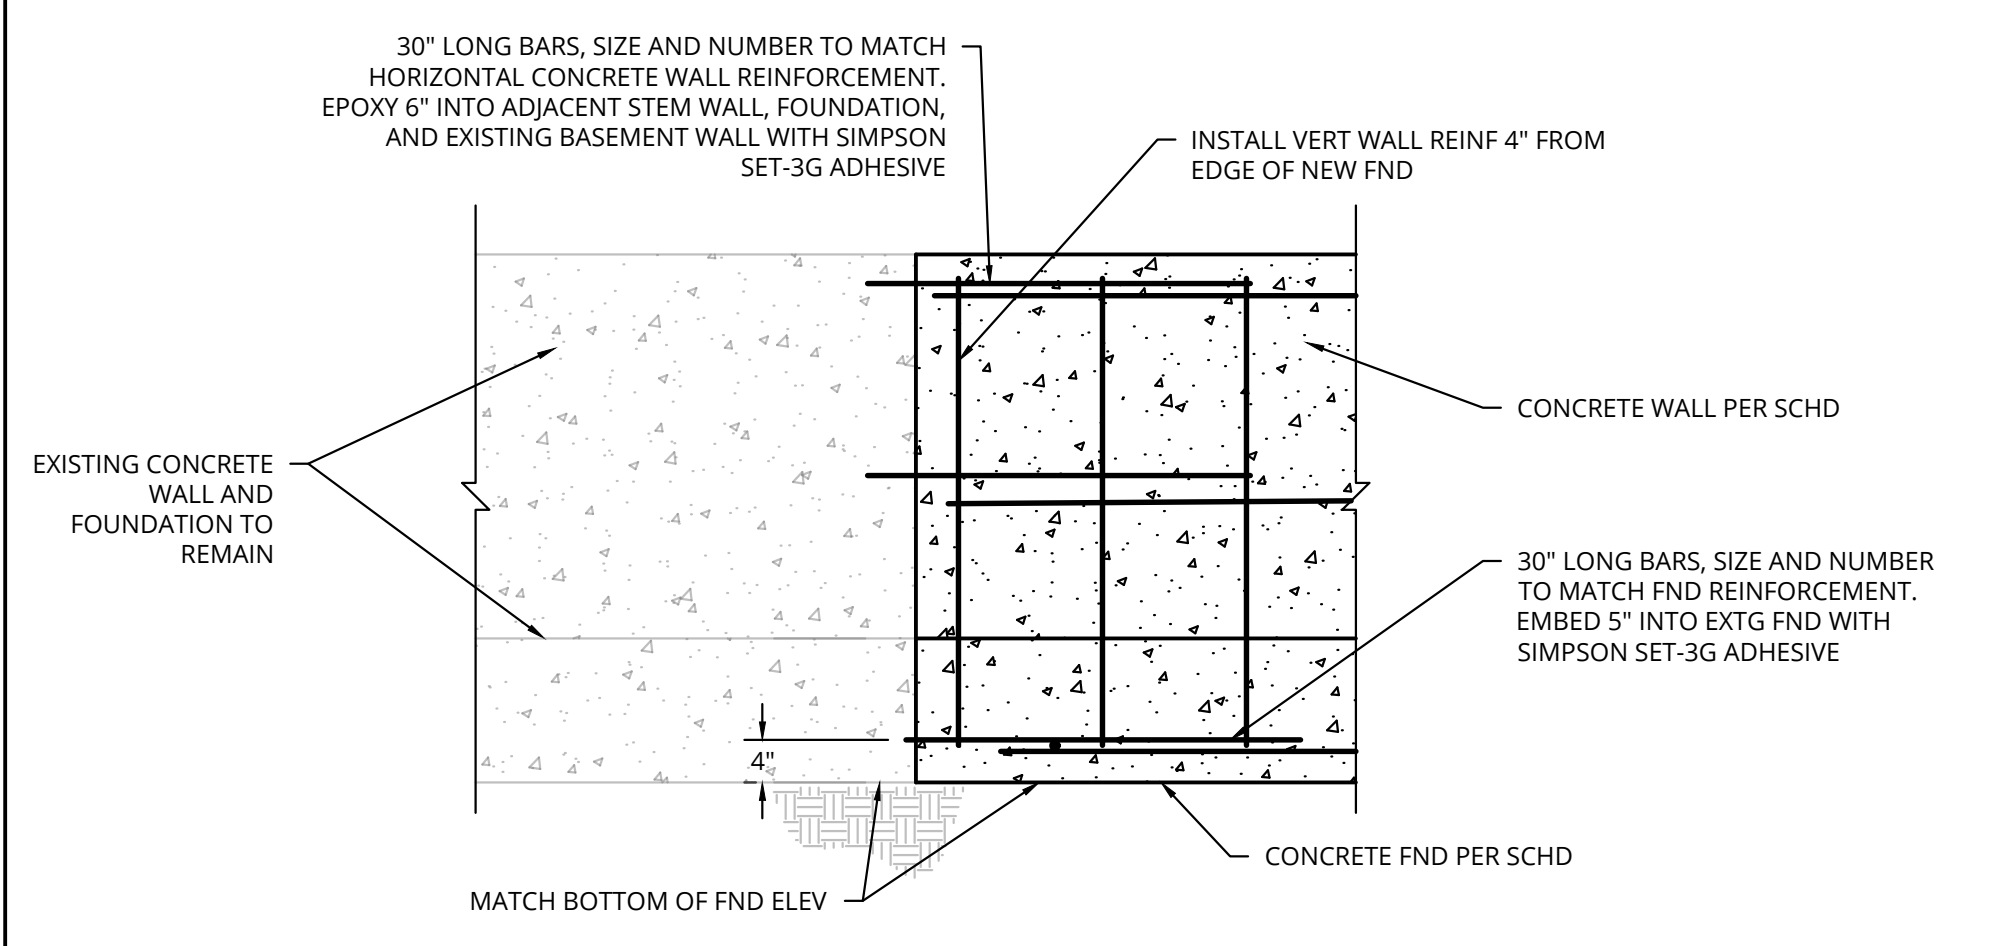 30" LONG BARS, SIZE AND NUMBER TO MATCH
HORIZONTAL CONCRETE WALL REINFORCEMENT.
EPOXY 6" INTO ADJACENT STEM WALL, FOUNDATION,
AND EXISTING BASEMENT WALL WITH SIMPSON
SET-3G ADHESIVE
INSTALL VERT WALL REINF 4" FROM
EDGE OF NEW FND
CONCRETE WALL PER SCHD
EXISTING CONCRETE
WALL AND
FOUNDATION TO
REMAIN
30" LONG BARS, SIZE AND NUMBER
TO MATCH FND REINFORCEMENT.
EMBED 5" INTO EXTG FND WITH
SIMPSON SET-3G ADHESIVE
4"
CONCRETE FND PER SCHD
MATCH BOTTOM OF FND ELEV